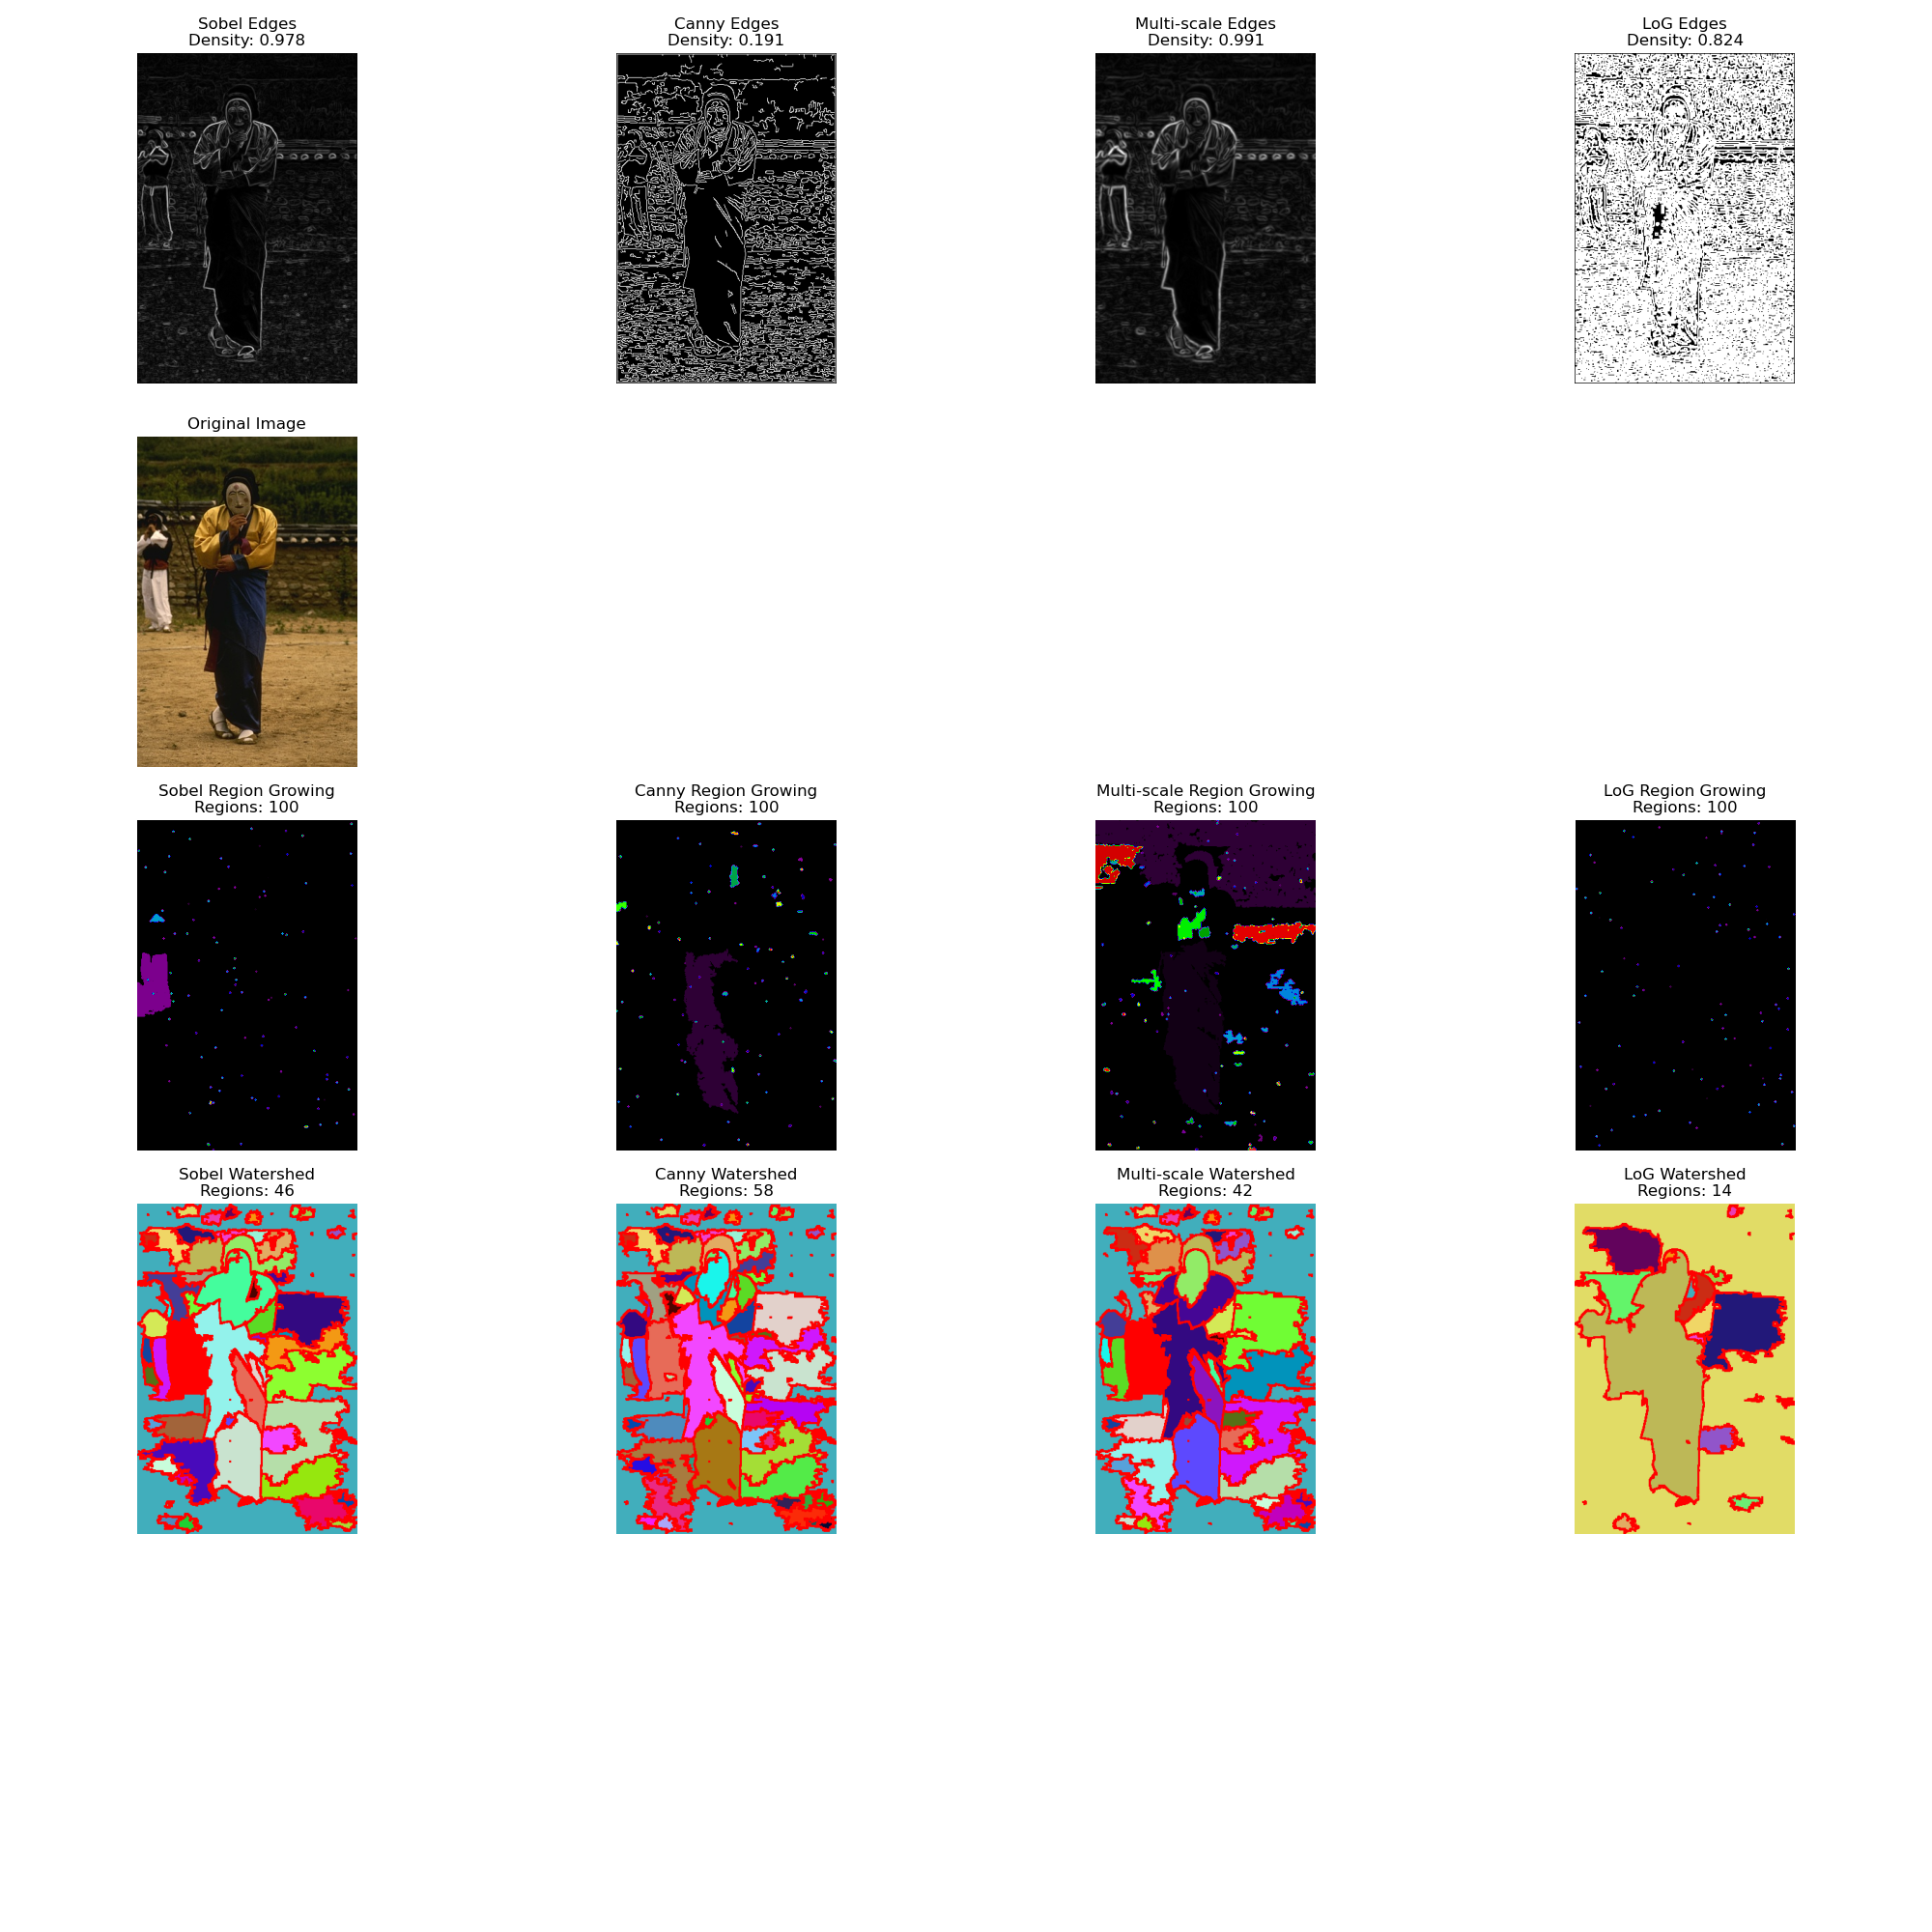 Sobel Edges
Density: 0.978
Canny Edges
Density: 0.191
Multi-scale Edges
Density: 0.991
LoG Edges
Density: 0.824
Original Image
Sobel Region Growing
Regions: 100
Canny Region Growing
Regions: 100
Multi-scale Region Growing
Regions: 100
LoG Region Growing
Regions: 100
Sobel Watershed
Regions: 46
Canny Watershed
Regions: 58
Multi-scale Watershed
Regions: 42
LoG Watershed
Regions: 14